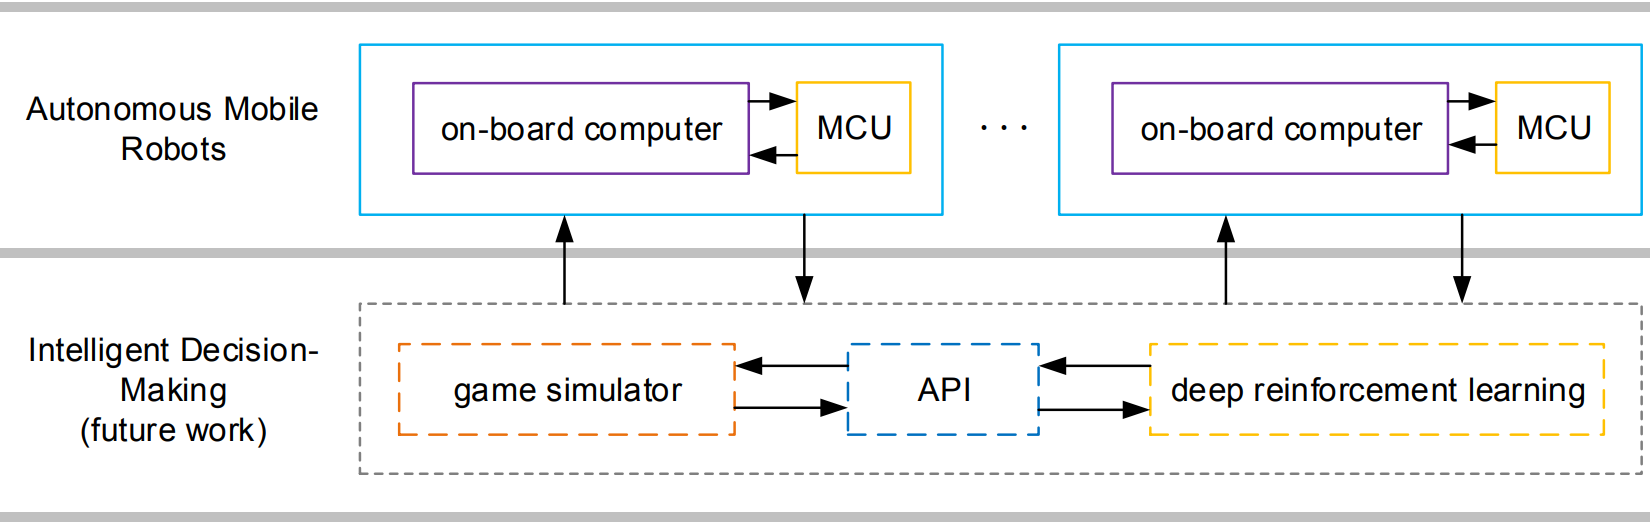 Autonomous Mobile
Robots
on-board computer
MCU
. . .
on-board computer
MCU
Intelligent Decision-
Making
(future work)
game simulator
API
deep reinforcement learning